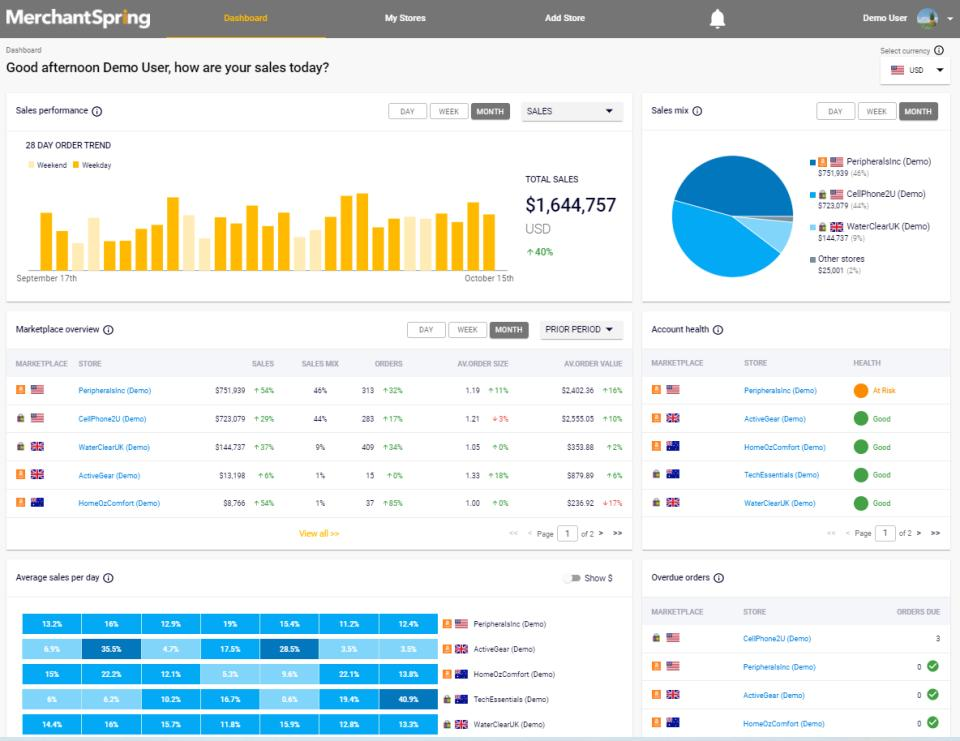 MerchantSpring Dashboard My Stores Add Store Demo User
Dashboard
Good afternoon Demo User, how are your sales today?
Select currency
USD
Sales performance DAY WEEK MONTH SALES
28 DAY ORDER TREND
Weekend Weekday
September 17th October 15th
TOTAL SALES
$1,644,757
USD
↑40%
Sales mix DAY WEEK MONTH
PeripheralsInc (Demo)
$751,939 (46%)
CellPhone2U (Demo)
$723,079 (44%)
WaterClearUK (Demo)
$144,737 (9%)
Other stores
$25,001 (2%)
Marketplace overview DAY WEEK MONTH PRIOR PERIOD
MARKETPLACE STORE SALES SALES MIX ORDERS AV.ORDER SIZE AV.ORDER VALUE
PeripheralsInc (Demo) $751,939 ↑54% 46% 313 ↑32% 1.19 ↑11% $2,402.36 ↑16%
CellPhone2U (Demo) $723,079 ↑29% 44% 283 ↑17% 1.21 ↓3% $2,555.05 ↑10%
WaterClearUK (Demo) $144,737 ↑37% 9% 409 ↑34% 1.05 ↑0% $353.88 ↑2%
ActiveGear (Demo) $13,198 ↑6% 1% 15 ↑0% 1.33 ↑18% $879.89 ↑6%
HomeOzComfort (Demo) $8,766 ↑54% 1% 37 ↑85% 1.00 ↑0% $236.92 ↓17%
View all >> << < Page 1 of 2 > >>
Account health
MARKETPLACE STORE HEALTH
PeripheralsInc (Demo) At Risk
ActiveGear (Demo) Good
HomeOzComfort (Demo) Good
TechEssentials (Demo) Good
WaterClearUK (Demo) Good
<< < Page 1 of 2 > >>
Average sales per day Show $
13.2% 16% 12.9% 19% 15.4% 11.2% 12.4% PeripheralsInc (Demo)
6.9% 35.5% 4.7% 17.5% 28.5% 3.5% 3.5% ActiveGear (Demo)
15% 22.2% 12.1% 5.3% 9.6% 22.1% 13.8% HomeOzComfort (Demo)
6% 6.2% 10.2% 16.7% 0.6% 19.4% 40.9% TechEssentials (Demo)
14.4% 16% 15.7% 11.8% 15.9% 12.8% 13.3% WaterClearUK (Demo)
Overdue orders
MARKETPLACE STORE ORDERS DUE
CellPhone2U (Demo) 3
PeripheralsInc (Demo) 0
ActiveGear (Demo) 0
HomeOzComfort (Demo) 0